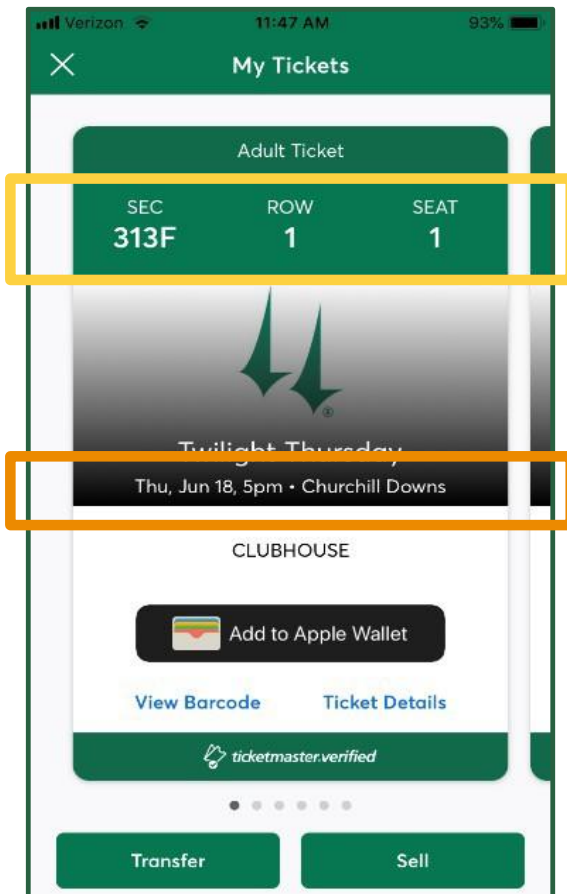 Verizon 11:47 AM 93%
My Tickets
Adult Ticket
SEC ROW SEAT
313F 1 1
Twilight Thursday
Thu, Jun 18, 5pm • Churchill Downs
CLUBHOUSE
Add to Apple Wallet
View Barcode Ticket Details
ticketmaster.verified
Transfer Sell